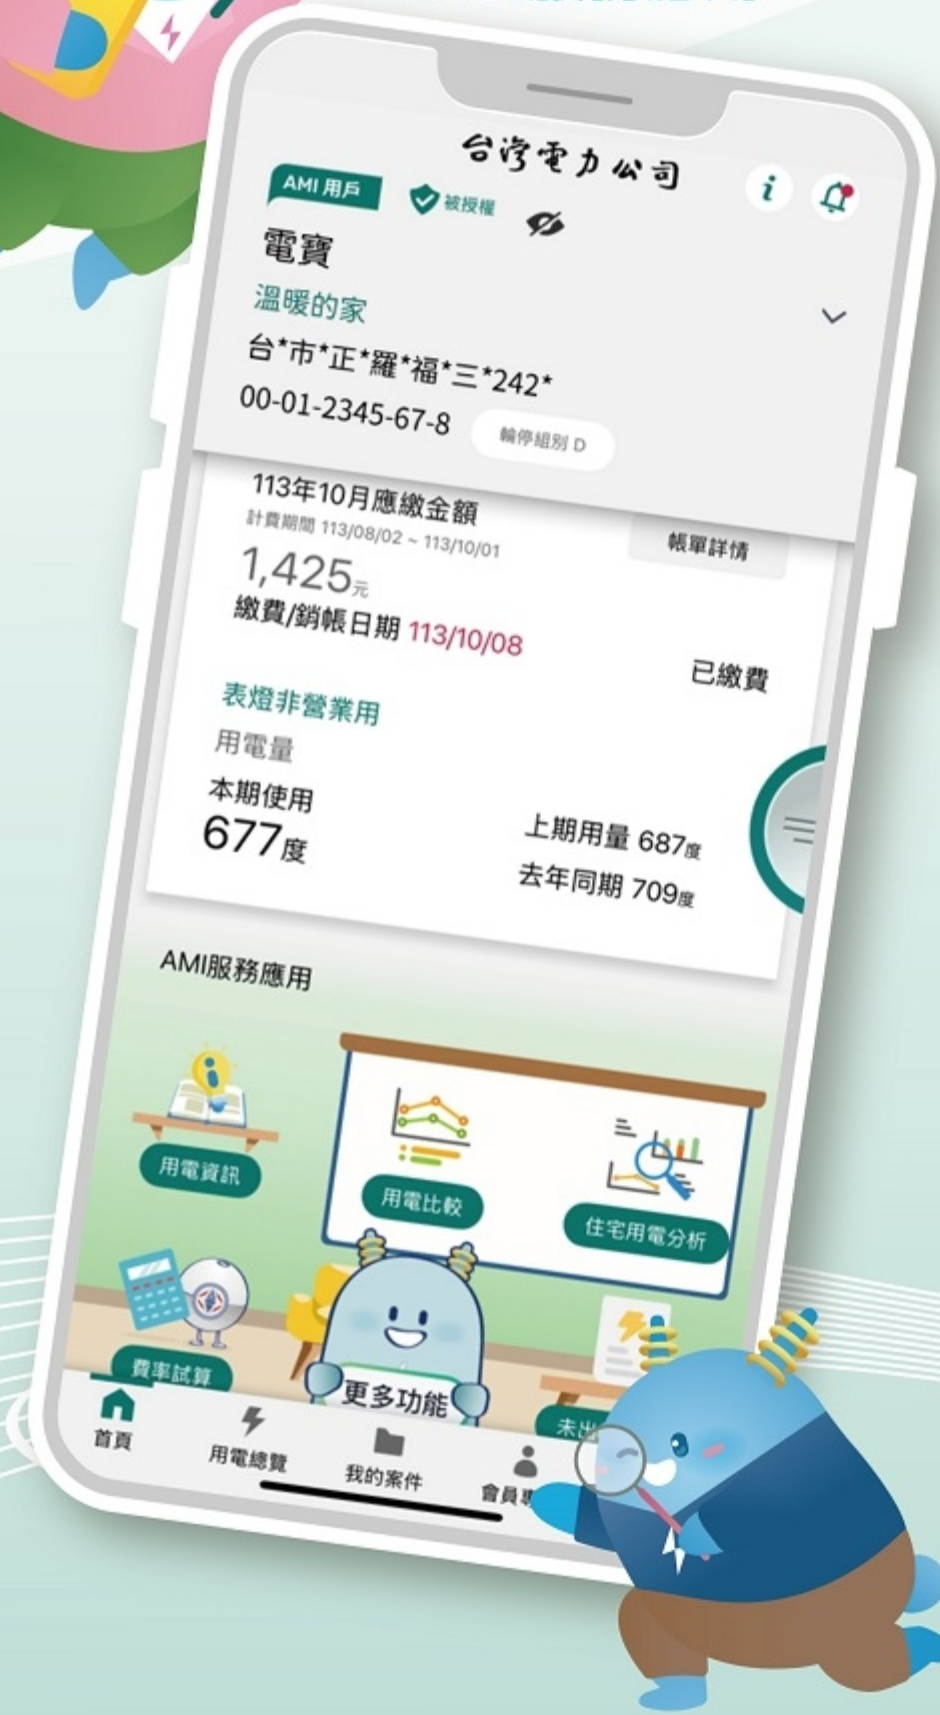 台灣電力公司
AMI 用戶
被授權
電寶
溫暖的家
台*市*正*羅*福*三*242*
00-01-2345-67-8
輪停組別 D
113年10月應繳金額
計費期間 113/08/02 ~ 113/10/01
帳單詳情
1,425元
繳費/銷帳日期 113/10/08
已繳費
表燈非營業用
用電量
本期使用
677度
上期用量 687度
去年同期 709度
AMI服務應用
用電資訊
用電比較
住宅用電分析
費率試算
更多功能
未出
首頁
用電總覽
我的案件
會員專